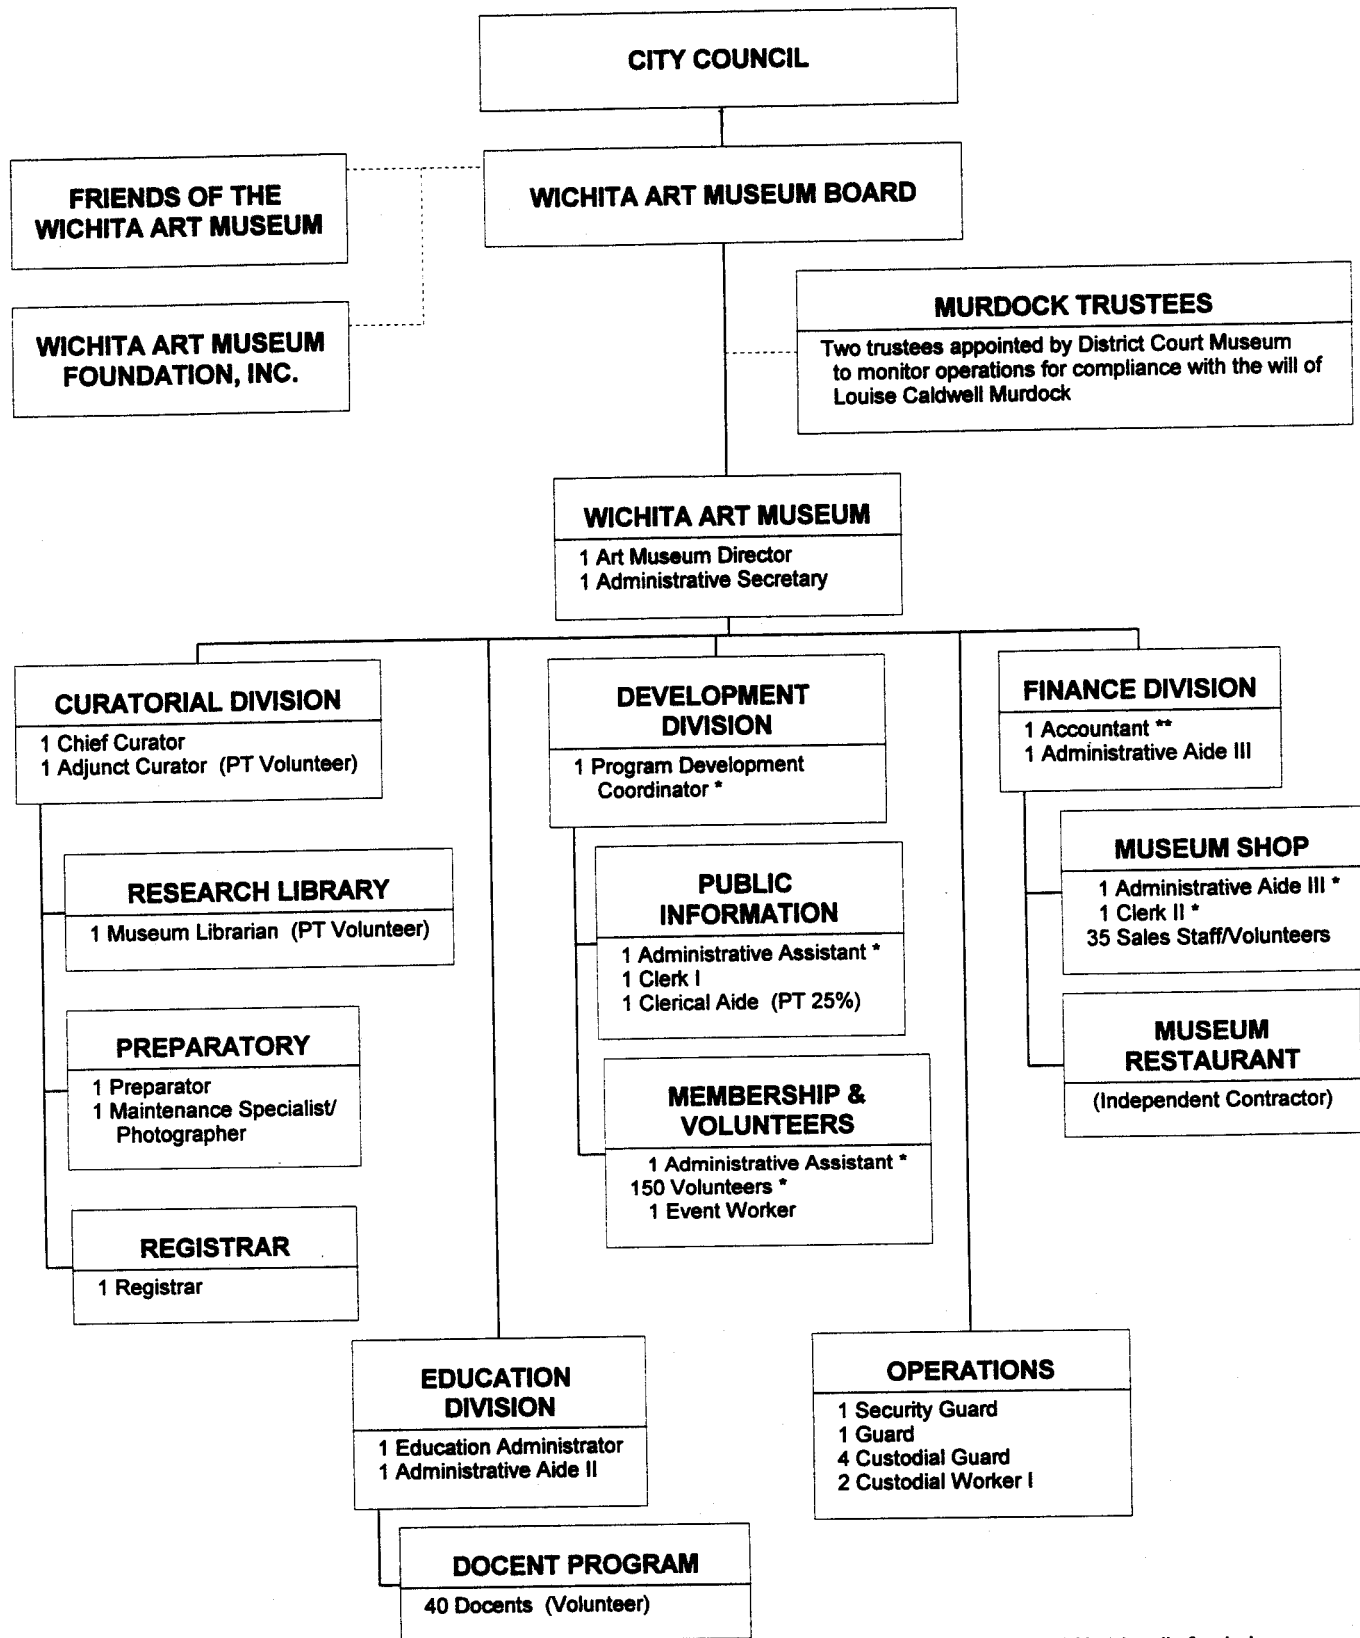 CITY COUNCIL
FRIENDS OF THE
WICHITA ART MUSEUM
WICHITA ART MUSEUM BOARD
WICHITA ART MUSEUM
FOUNDATION, INC.
MURDOCK TRUSTEES
Two trustees appointed by District Court Museum
to monitor operations for compliance with the will of
Louise Caldwell Murdock
WICHITA ART MUSEUM
1 Art Museum Director
1 Administrative Secretary
CURATORIAL DIVISION
1 Chief Curator
1 Adjunct Curator (PT Volunteer)
RESEARCH LIBRARY
1 Museum Librarian (PT Volunteer)
PREPARATORY
1 Preparator
1 Maintenance Specialist/
Photographer
REGISTRAR
1 Registrar
DEVELOPMENT
DIVISION
1 Program Development
Coordinator *
PUBLIC
INFORMATION
1 Administrative Assistant *
1 Clerk I
1 Clerical Aide (PT 25%)
MEMBERSHIP &
VOLUNTEERS
1 Administrative Assistant *
150 Volunteers *
1 Event Worker
FINANCE DIVISION
1 Accountant **
1 Administrative Aide III
MUSEUM SHOP
1 Administrative Aide III *
1 Clerk II *
35 Sales Staff/Volunteers
MUSEUM
RESTAURANT
(Independent Contractor)
EDUCATION
DIVISION
1 Education Administrator
1 Administrative Aide II
DOCENT PROGRAM
40 Docents (Volunteer)
OPERATIONS
1 Security Guard
1 Guard
4 Custodial Guard
2 Custodial Worker I